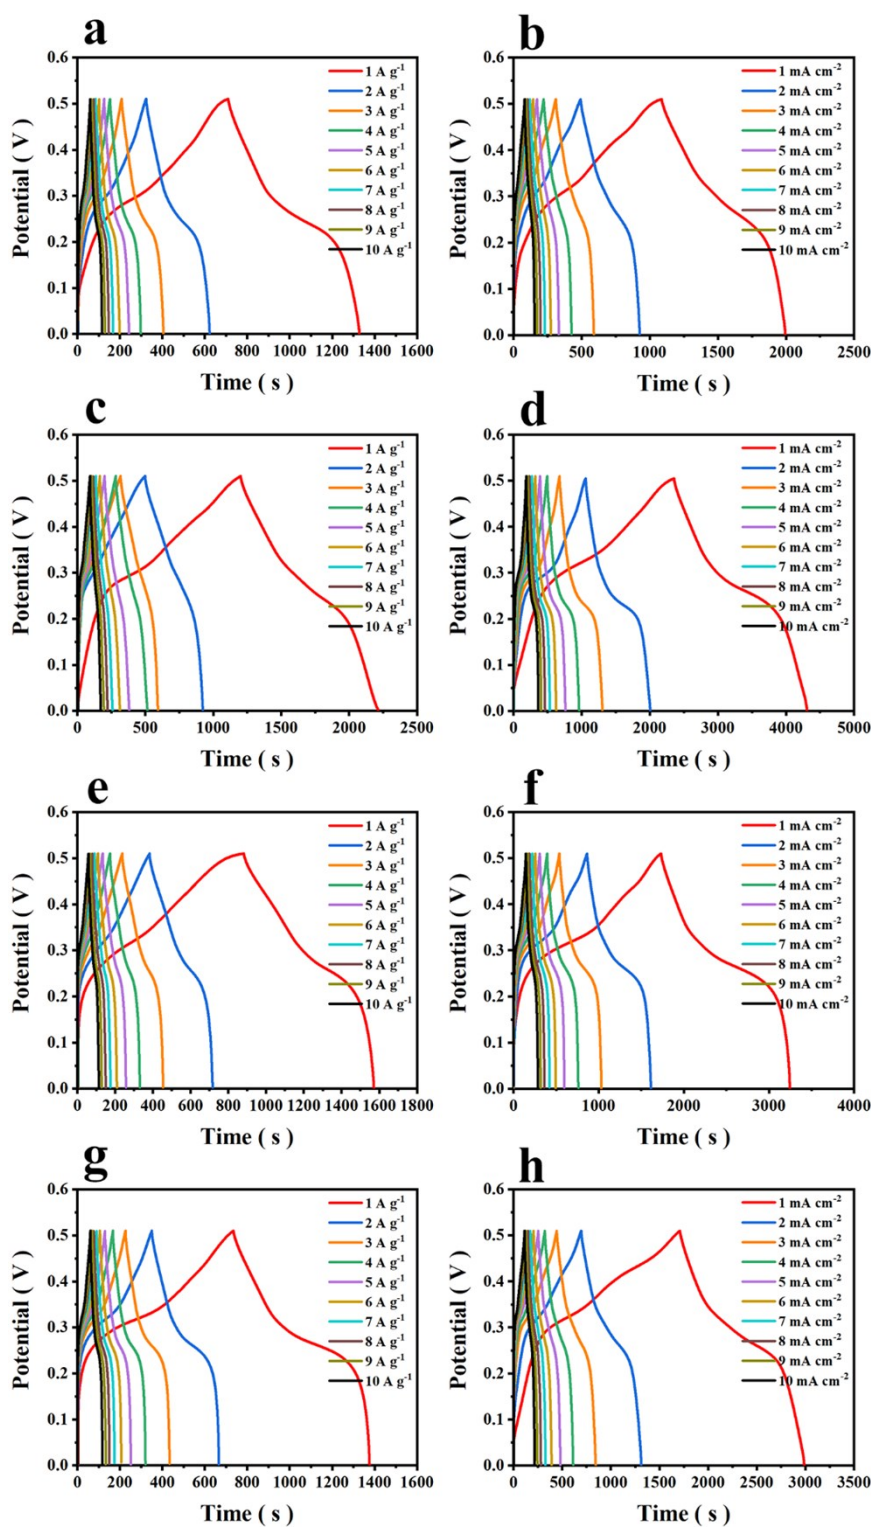 a
0.6
0.5
0.4
0.3
0.2
0.1
0.0
Potential ( V )
1 A g⁻¹
2 A g⁻¹
3 A g⁻¹
4 A g⁻¹
5 A g⁻¹
6 A g⁻¹
7 A g⁻¹
8 A g⁻¹
9 A g⁻¹
10 A g⁻¹
0 200 400 600 800 1000 1200 1400 1600
Time ( s )
b
0.6
0.5
0.4
0.3
0.2
0.1
0.0
Potential ( V )
1 mA cm⁻²
2 mA cm⁻²
3 mA cm⁻²
4 mA cm⁻²
5 mA cm⁻²
6 mA cm⁻²
7 mA cm⁻²
8 mA cm⁻²
9 mA cm⁻²
10 mA cm⁻²
0 500 1000 1500 2000 2500
Time ( s )
c
0.6
0.5
0.4
0.3
0.2
0.1
0.0
Potential ( V )
1 A g⁻¹
2 A g⁻¹
3 A g⁻¹
4 A g⁻¹
5 A g⁻¹
6 A g⁻¹
7 A g⁻¹
8 A g⁻¹
9 A g⁻¹
10 A g⁻¹
0 500 1000 1500 2000 2500
Time ( s )
d
0.6
0.5
0.4
0.3
0.2
0.1
0.0
Potential ( V )
1 mA cm⁻²
2 mA cm⁻²
3 mA cm⁻²
4 mA cm⁻²
5 mA cm⁻²
6 mA cm⁻²
7 mA cm⁻²
8 mA cm⁻²
9 mA cm⁻²
10 mA cm⁻²
0 1000 2000 3000 4000 5000
Time ( s )
e
0.6
0.5
0.4
0.3
0.2
0.1
0.0
Potential ( V )
1 A g⁻¹
2 A g⁻¹
3 A g⁻¹
4 A g⁻¹
5 A g⁻¹
6 A g⁻¹
7 A g⁻¹
8 A g⁻¹
9 A g⁻¹
10 A g⁻¹
0 200 400 600 800 1000 1200 1400 1600 1800
Time ( s )
f
0.6
0.5
0.4
0.3
0.2
0.1
0.0
Potential ( V )
1 mA cm⁻²
2 mA cm⁻²
3 mA cm⁻²
4 mA cm⁻²
5 mA cm⁻²
6 mA cm⁻²
7 mA cm⁻²
8 mA cm⁻²
9 mA cm⁻²
10 mA cm⁻²
0 1000 2000 3000 4000
Time ( s )
g
0.6
0.5
0.4
0.3
0.2
0.1
0.0
Potential ( V )
1 A g⁻¹
2 A g⁻¹
3 A g⁻¹
4 A g⁻¹
5 A g⁻¹
6 A g⁻¹
7 A g⁻¹
8 A g⁻¹
9 A g⁻¹
10 A g⁻¹
0 200 400 600 800 1000 1200 1400 1600
Time ( s )
h
0.6
0.5
0.4
0.3
0.2
0.1
0.0
Potential ( V )
1 mA cm⁻²
2 mA cm⁻²
3 mA cm⁻²
4 mA cm⁻²
5 mA cm⁻²
6 mA cm⁻²
7 mA cm⁻²
8 mA cm⁻²
9 mA cm⁻²
10 mA cm⁻²
0 500 1000 1500 2000 2500 3000 3500
Time ( s )